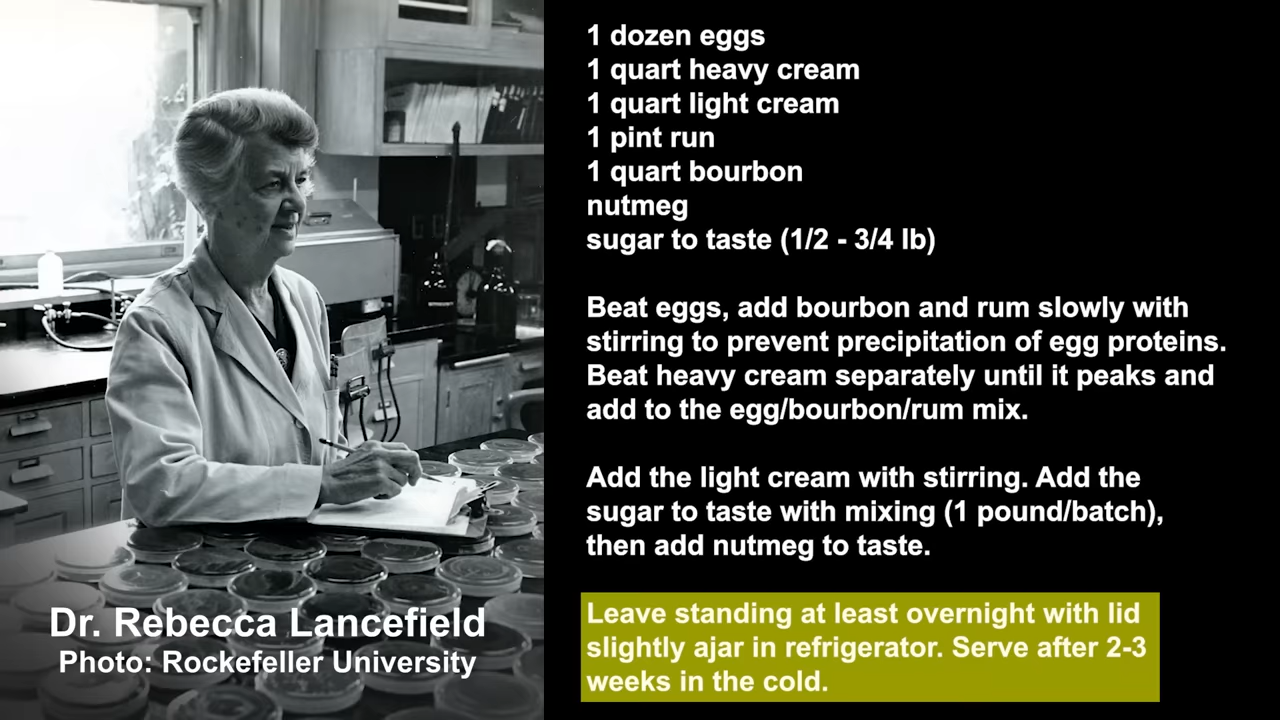 1 dozen eggs
1 quart heavy cream
1 quart light cream
1 pint run
1 quart bourbon
nutmeg
sugar to taste (1/2 - 3/4 lb)
Beat eggs, add bourbon and rum slowly with
stirring to prevent precipitation of egg proteins.
Beat heavy cream separately until it peaks and
add to the egg/bourbon/rum mix.
Add the light cream with stirring. Add the
sugar to taste with mixing (1 pound/batch),
then add nutmeg to taste.
Leave standing at least overnight with lid
slightly ajar in refrigerator. Serve after 2-3
weeks in the cold.
Dr. Rebecca Lancefield
Photo: Rockefeller University